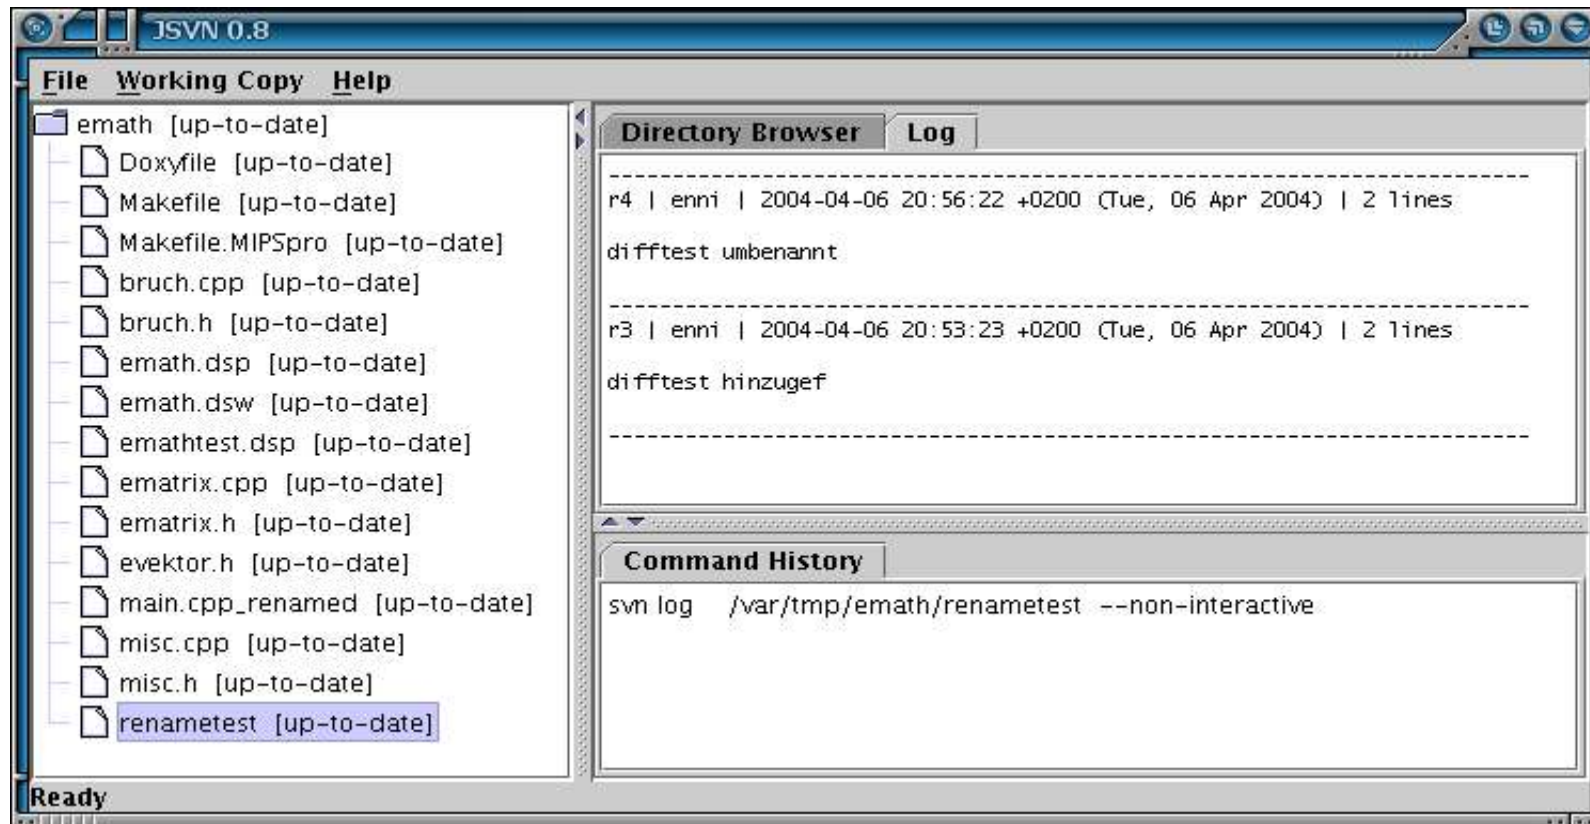 JSVN 0.8
File Working Copy Help
emath [up-to-date]
Doxyfile [up-to-date]
Makefile [up-to-date]
Makefile.MIPSpro [up-to-date]
bruch.cpp [up-to-date]
bruch.h [up-to-date]
emath.dsp [up-to-date]
emath.dsw [up-to-date]
emathtest.dsp [up-to-date]
ematrix.cpp [up-to-date]
ematrix.h [up-to-date]
evektor.h [up-to-date]
main.cpp_renamed [up-to-date]
misc.cpp [up-to-date]
misc.h [up-to-date]
renametest [up-to-date]
Directory Browser Log
------------------------------------------------------------------------
r4 | enni | 2004-04-06 20:56:22 +0200 (Tue, 06 Apr 2004) | 2 lines
difftest umbenannt
------------------------------------------------------------------------
r3 | enni | 2004-04-06 20:53:23 +0200 (Tue, 06 Apr 2004) | 2 lines
difftest hinzugef
------------------------------------------------------------------------
Command History
svn log /var/tmp/emath/renametest --non-interactive
Ready